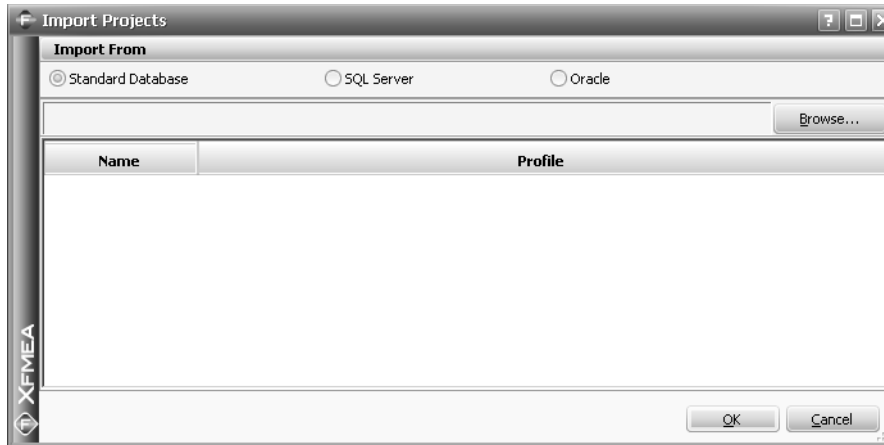 Import Projects
Import From
Standard Database SQL Server Oracle
Browse...
Name Profile
XFMEA
OK Cancel